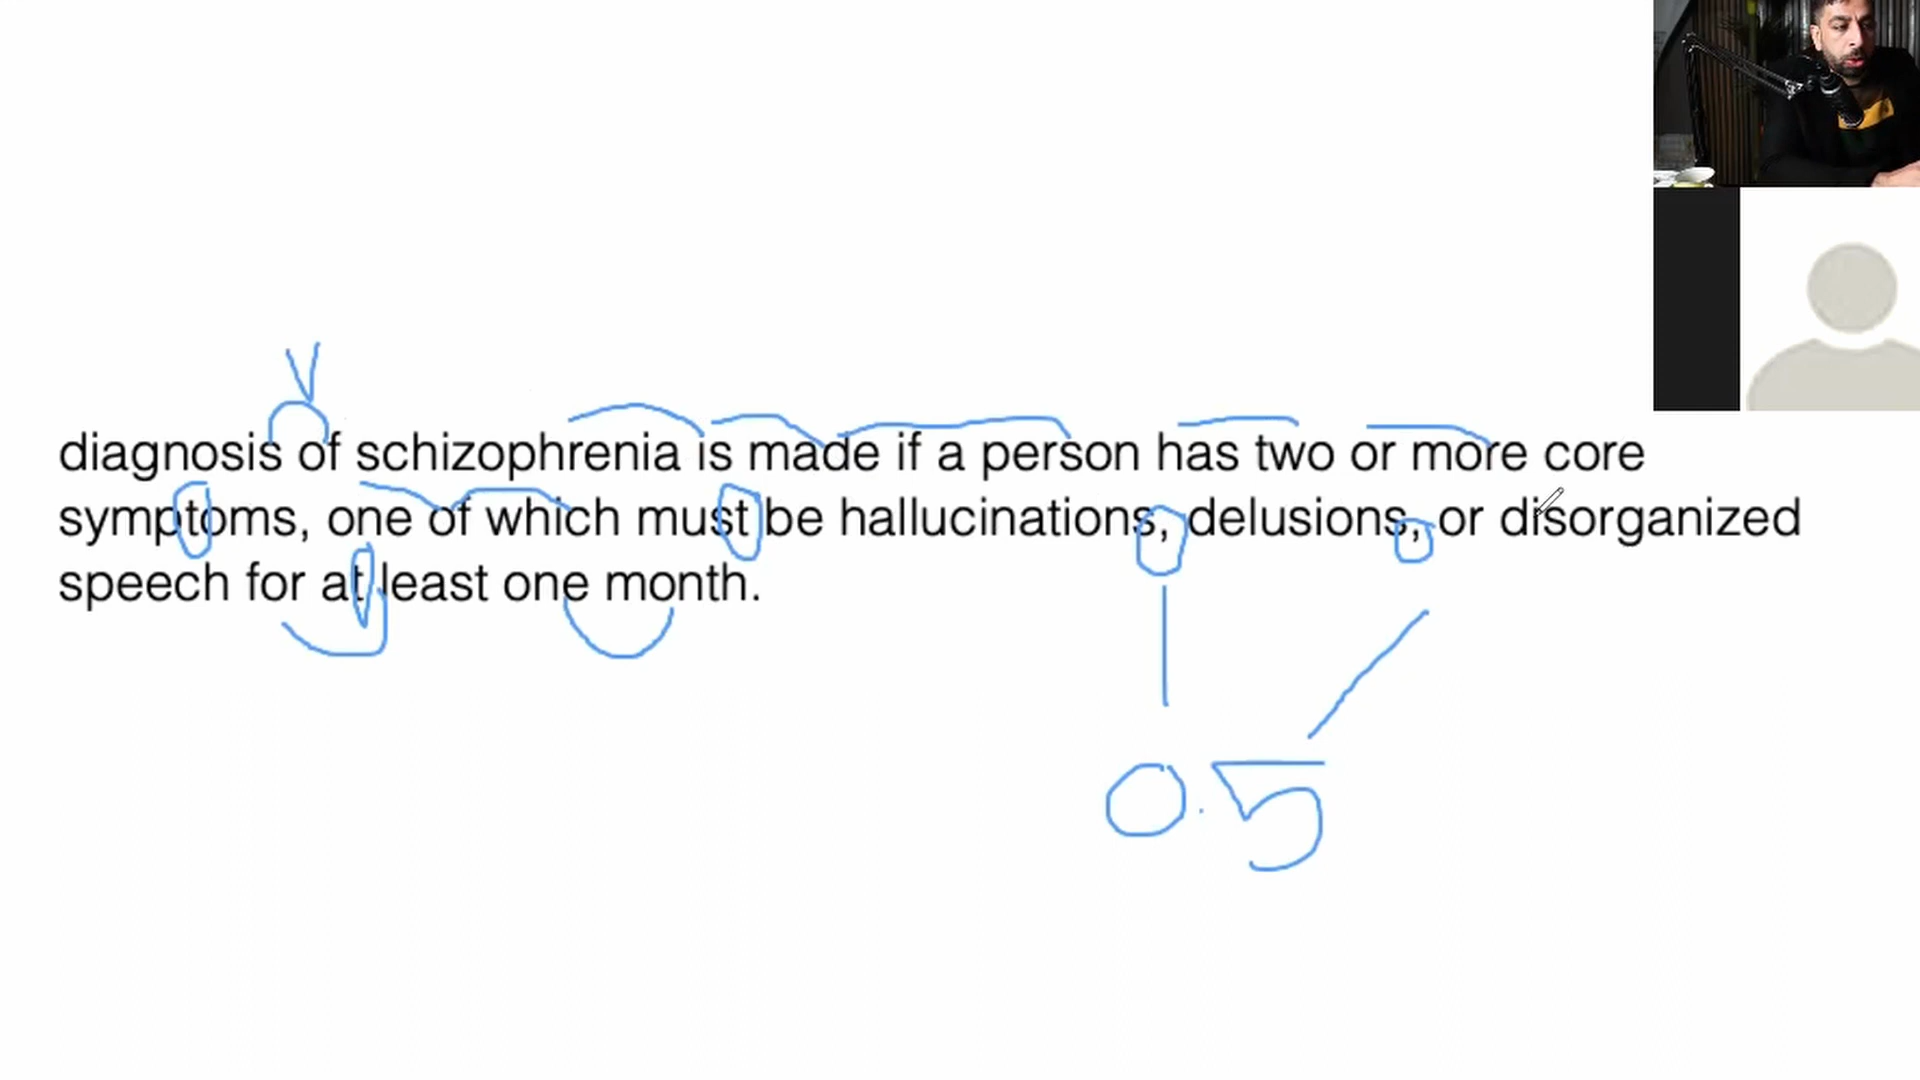 V
diagnosis of schizophrenia is made if a person has two or more core
symptoms, one of which must be hallucinations, delusions, or disorganized
speech for at least one month.
0.5